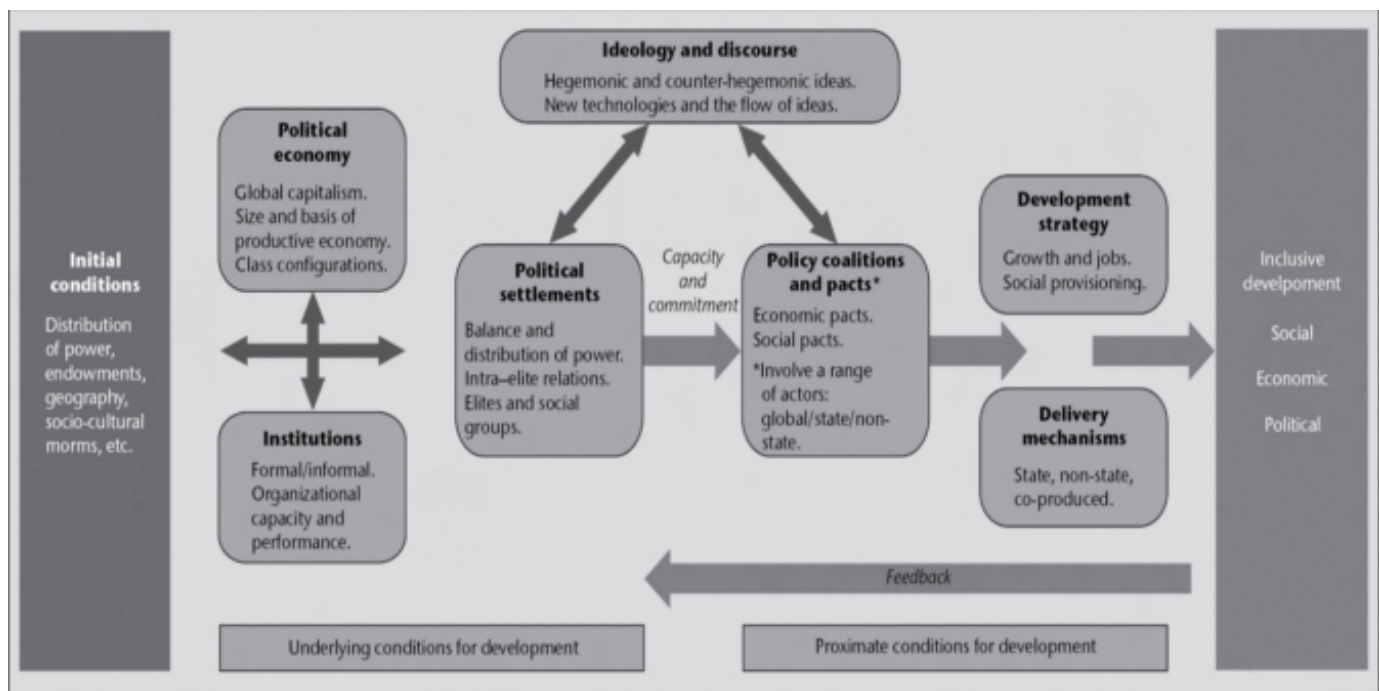 Initial
conditions
Distribution
of power,
endowments,
geography,
socio-cultural
morms, etc.
Political
economy
Global capitalism.
Size and basis of
productive economy.
Class configurations.
Institutions
Formal/informal.
Organizational
capacity and
performance.
Ideology and discourse
Hegemonic and counter-hegemonic ideas.
New technologies and the flow of ideas.
Political
settlements
Balance and
distribution of power.
Intra–elite relations.
Elites and social
groups.
Capacity
and
commitment
Policy coalitions
and pacts*
Economic pacts.
Social pacts.
*Involve a range
of actors:
global/state/non-
state.
Development
strategy
Growth and jobs.
Social provisioning.
Delivery
mechanisms
State, non-state,
co-produced.
Inclusive
develpoment
Social
Economic
Political
Feedback
Underlying conditions for development
Proximate conditions for development